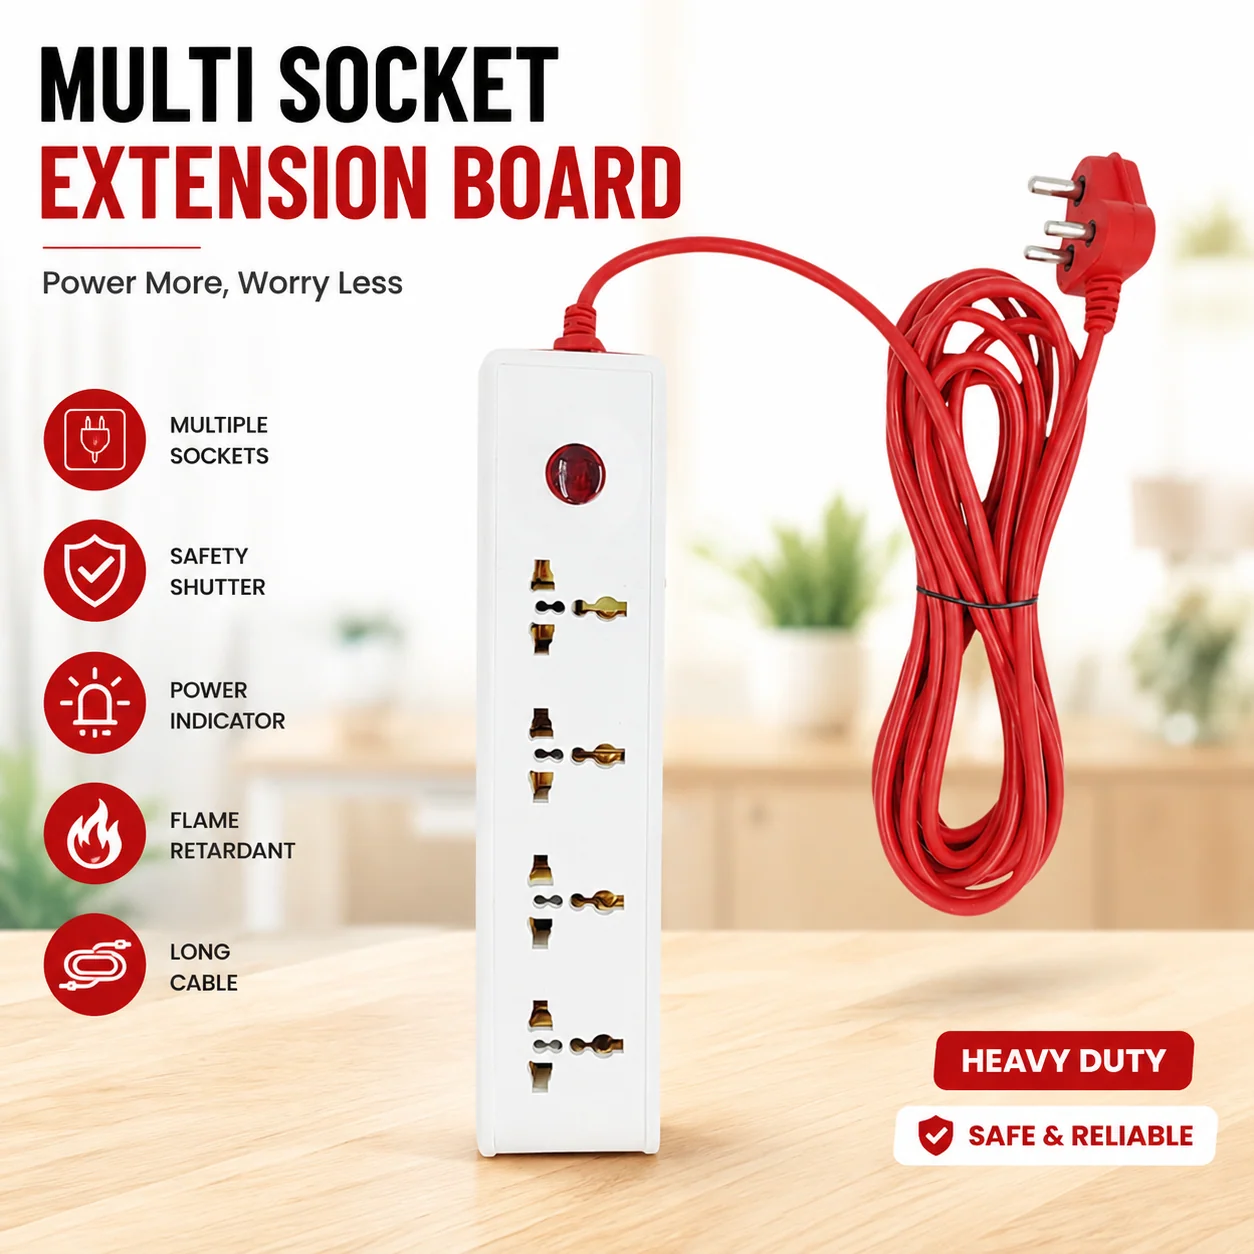 MULTI SOCKET
EXTENSION BOARD
Power More, Worry Less
MULTIPLE
SOCKETS
SAFETY
SHUTTER
POWER
INDICATOR
FLAME
RETARDANT
LONG
CABLE
HEAVY DUTY
SAFE & RELIABLE